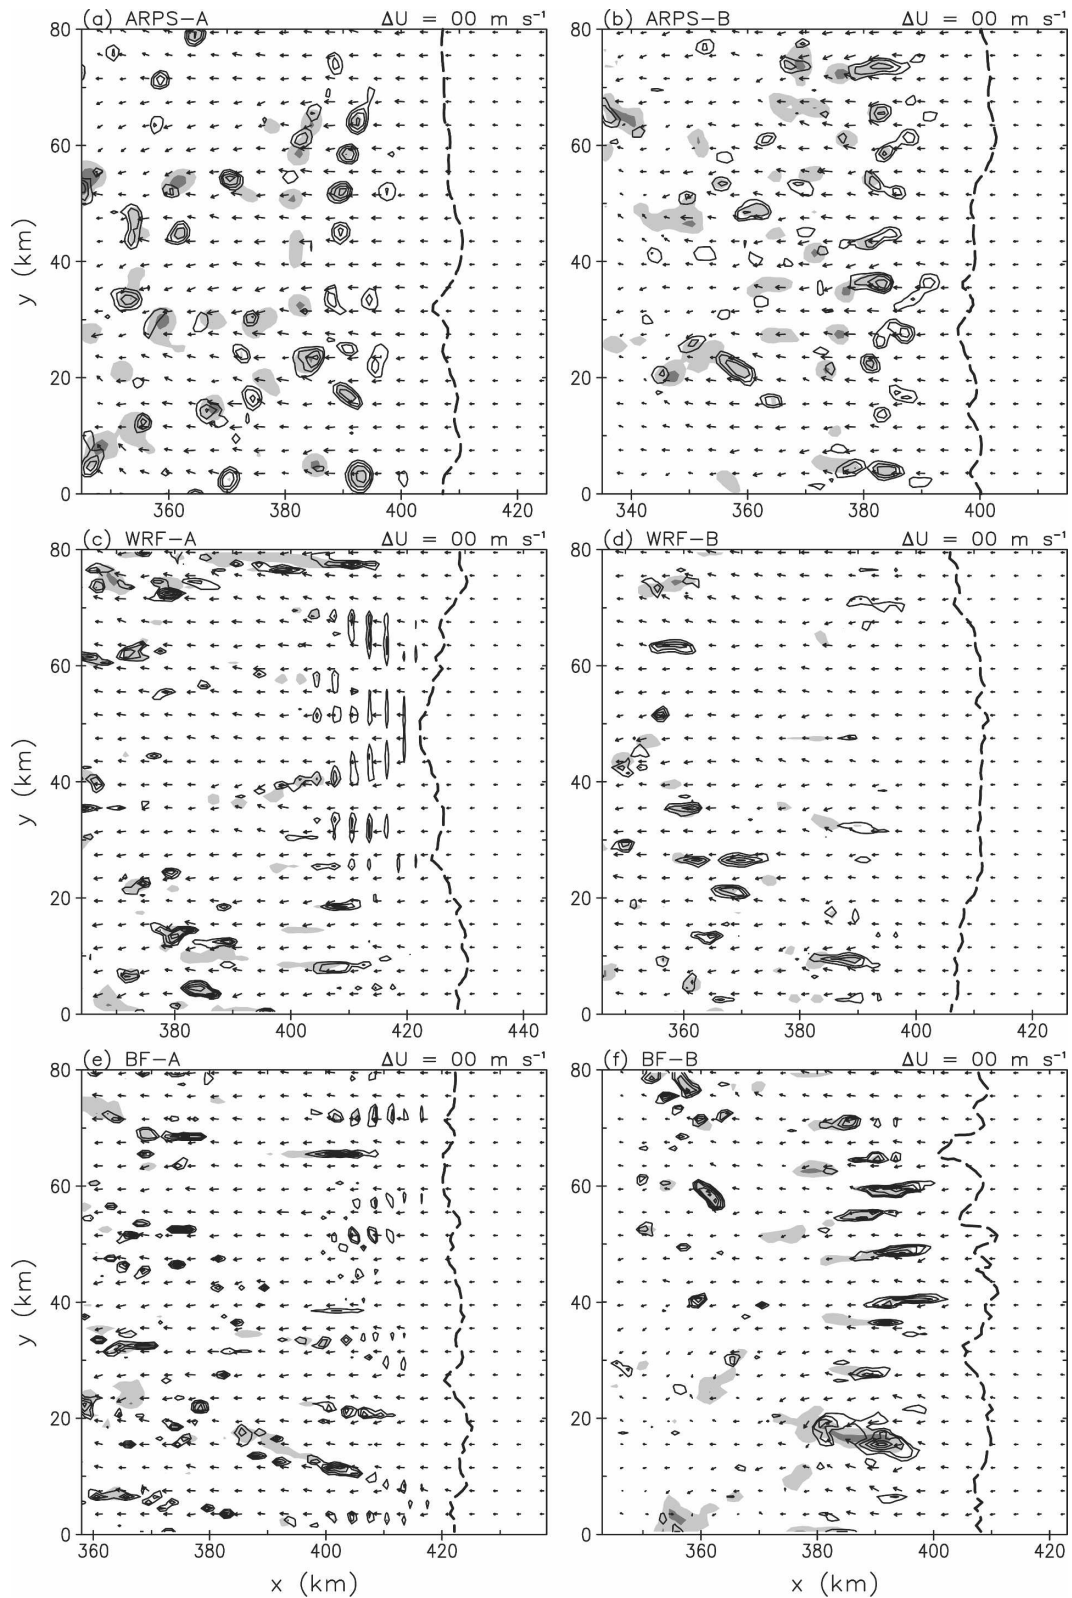 (a) ARPS-A ΔU = 00 m s⁻¹
(b) ARPS-B ΔU = 00 m s⁻¹
80
60
40
20
0
y (km)
360 380 400 420
340 360 380 400
(c) WRF-A ΔU = 00 m s⁻¹
(d) WRF-B ΔU = 00 m s⁻¹
80
60
40
20
0
y (km)
380 400 420 440
360 380 400 420
(e) BF-A ΔU = 00 m s⁻¹
(f) BF-B ΔU = 00 m s⁻¹
80
60
40
20
0
y (km)
360 380 400 420
360 380 400 420
x (km)
x (km)